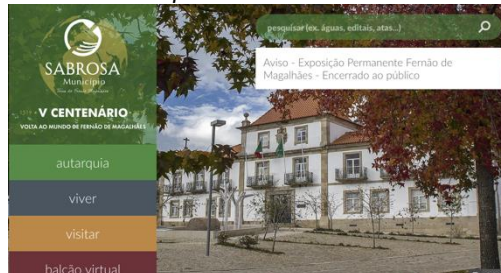 pesquisar (ex. águas, editais, atas...)
Aviso - Exposição Permanente Fernão de
Magalhães - Encerrado ao público
SABROSA
Município
V CENTENÁRIO
VOLTA AO MUNDO DE FERNÃO DE MAGALHÃES
autarquia
viver
visitar
balcão virtual